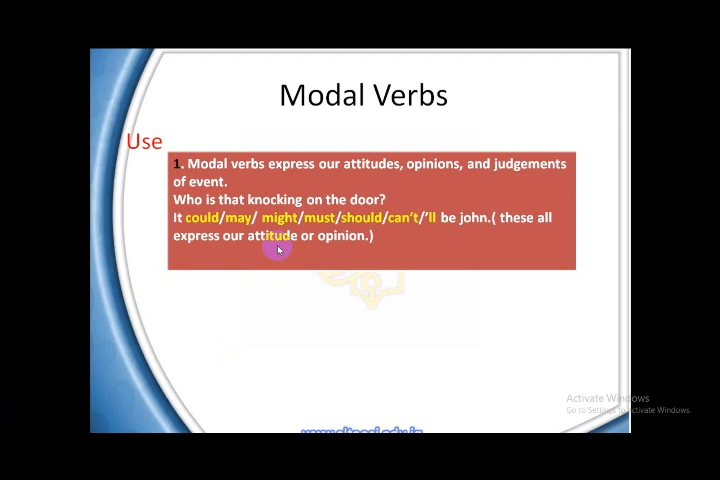 Modal Verbs
Use
1. Modal verbs express our attitudes, opinions, and judgements
of event.
Who is that knocking on the door?
It could/may/ might/must/should/can't/'ll be john.( these all
express our attitude or opinion.)
Activate Windows
Go to Settings to activate Windows.